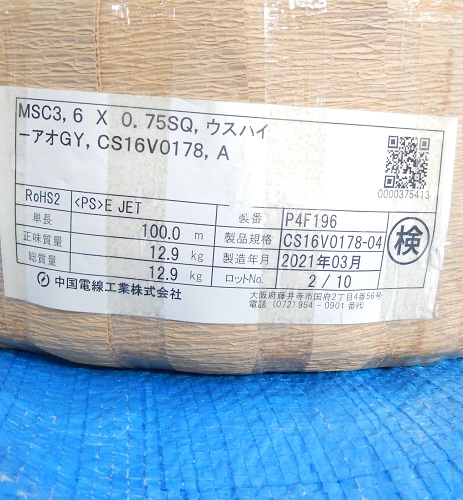 MSC3, 6 X 0. 75SQ, ウスハイ
ーアオGY, CS16V0178, A
0000375413
RoHS2 <PS>E JET 製番 P4F196
単長 100.0 m 製品規格 CS16V0178-04
正味質量 12.9 kg 製造年月 2021年03月
総質量 12.9 kg ロットNo. 2/10
検
中国電線工業株式会社
大阪府藤井寺市国府2丁目4番56号
電話 (072) 954-0901 番㈹